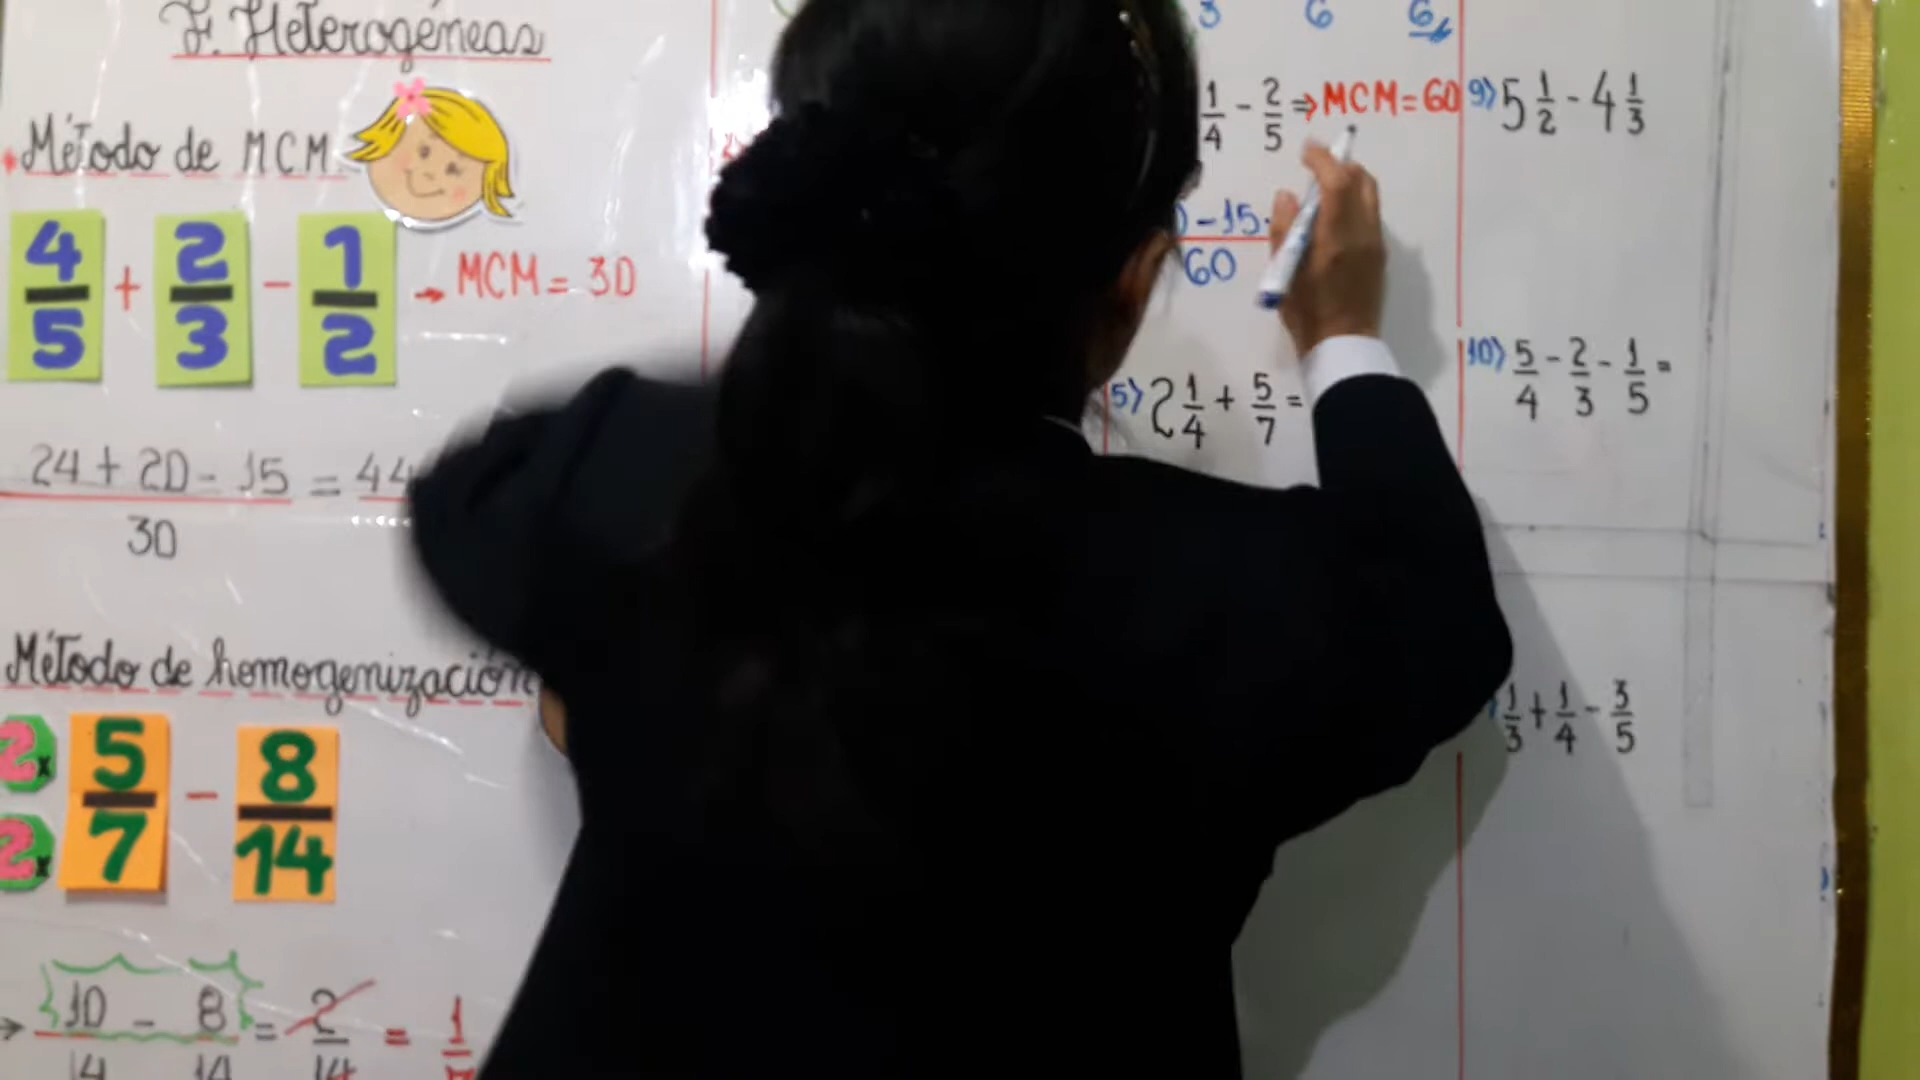 F. Heterogéneas
Método de MCM
4/5 + 2/3 - 1/2 → MCM = 30
24 + 20 - 15 = 44
30
Método de homogenización
2x 5/7 - 8/14
2x
→ 10 - 8 = 2 = 1
14 14 14
3 6 6
1/4 - 2/5 ⇒ MCM = 60
- 15 -
60
5) 2 1/4 + 5/7 =
9) 5 1/2 - 4 1/3
10) 5/4 - 2/3 - 1/5 =
1/3 + 1/4 - 3/5